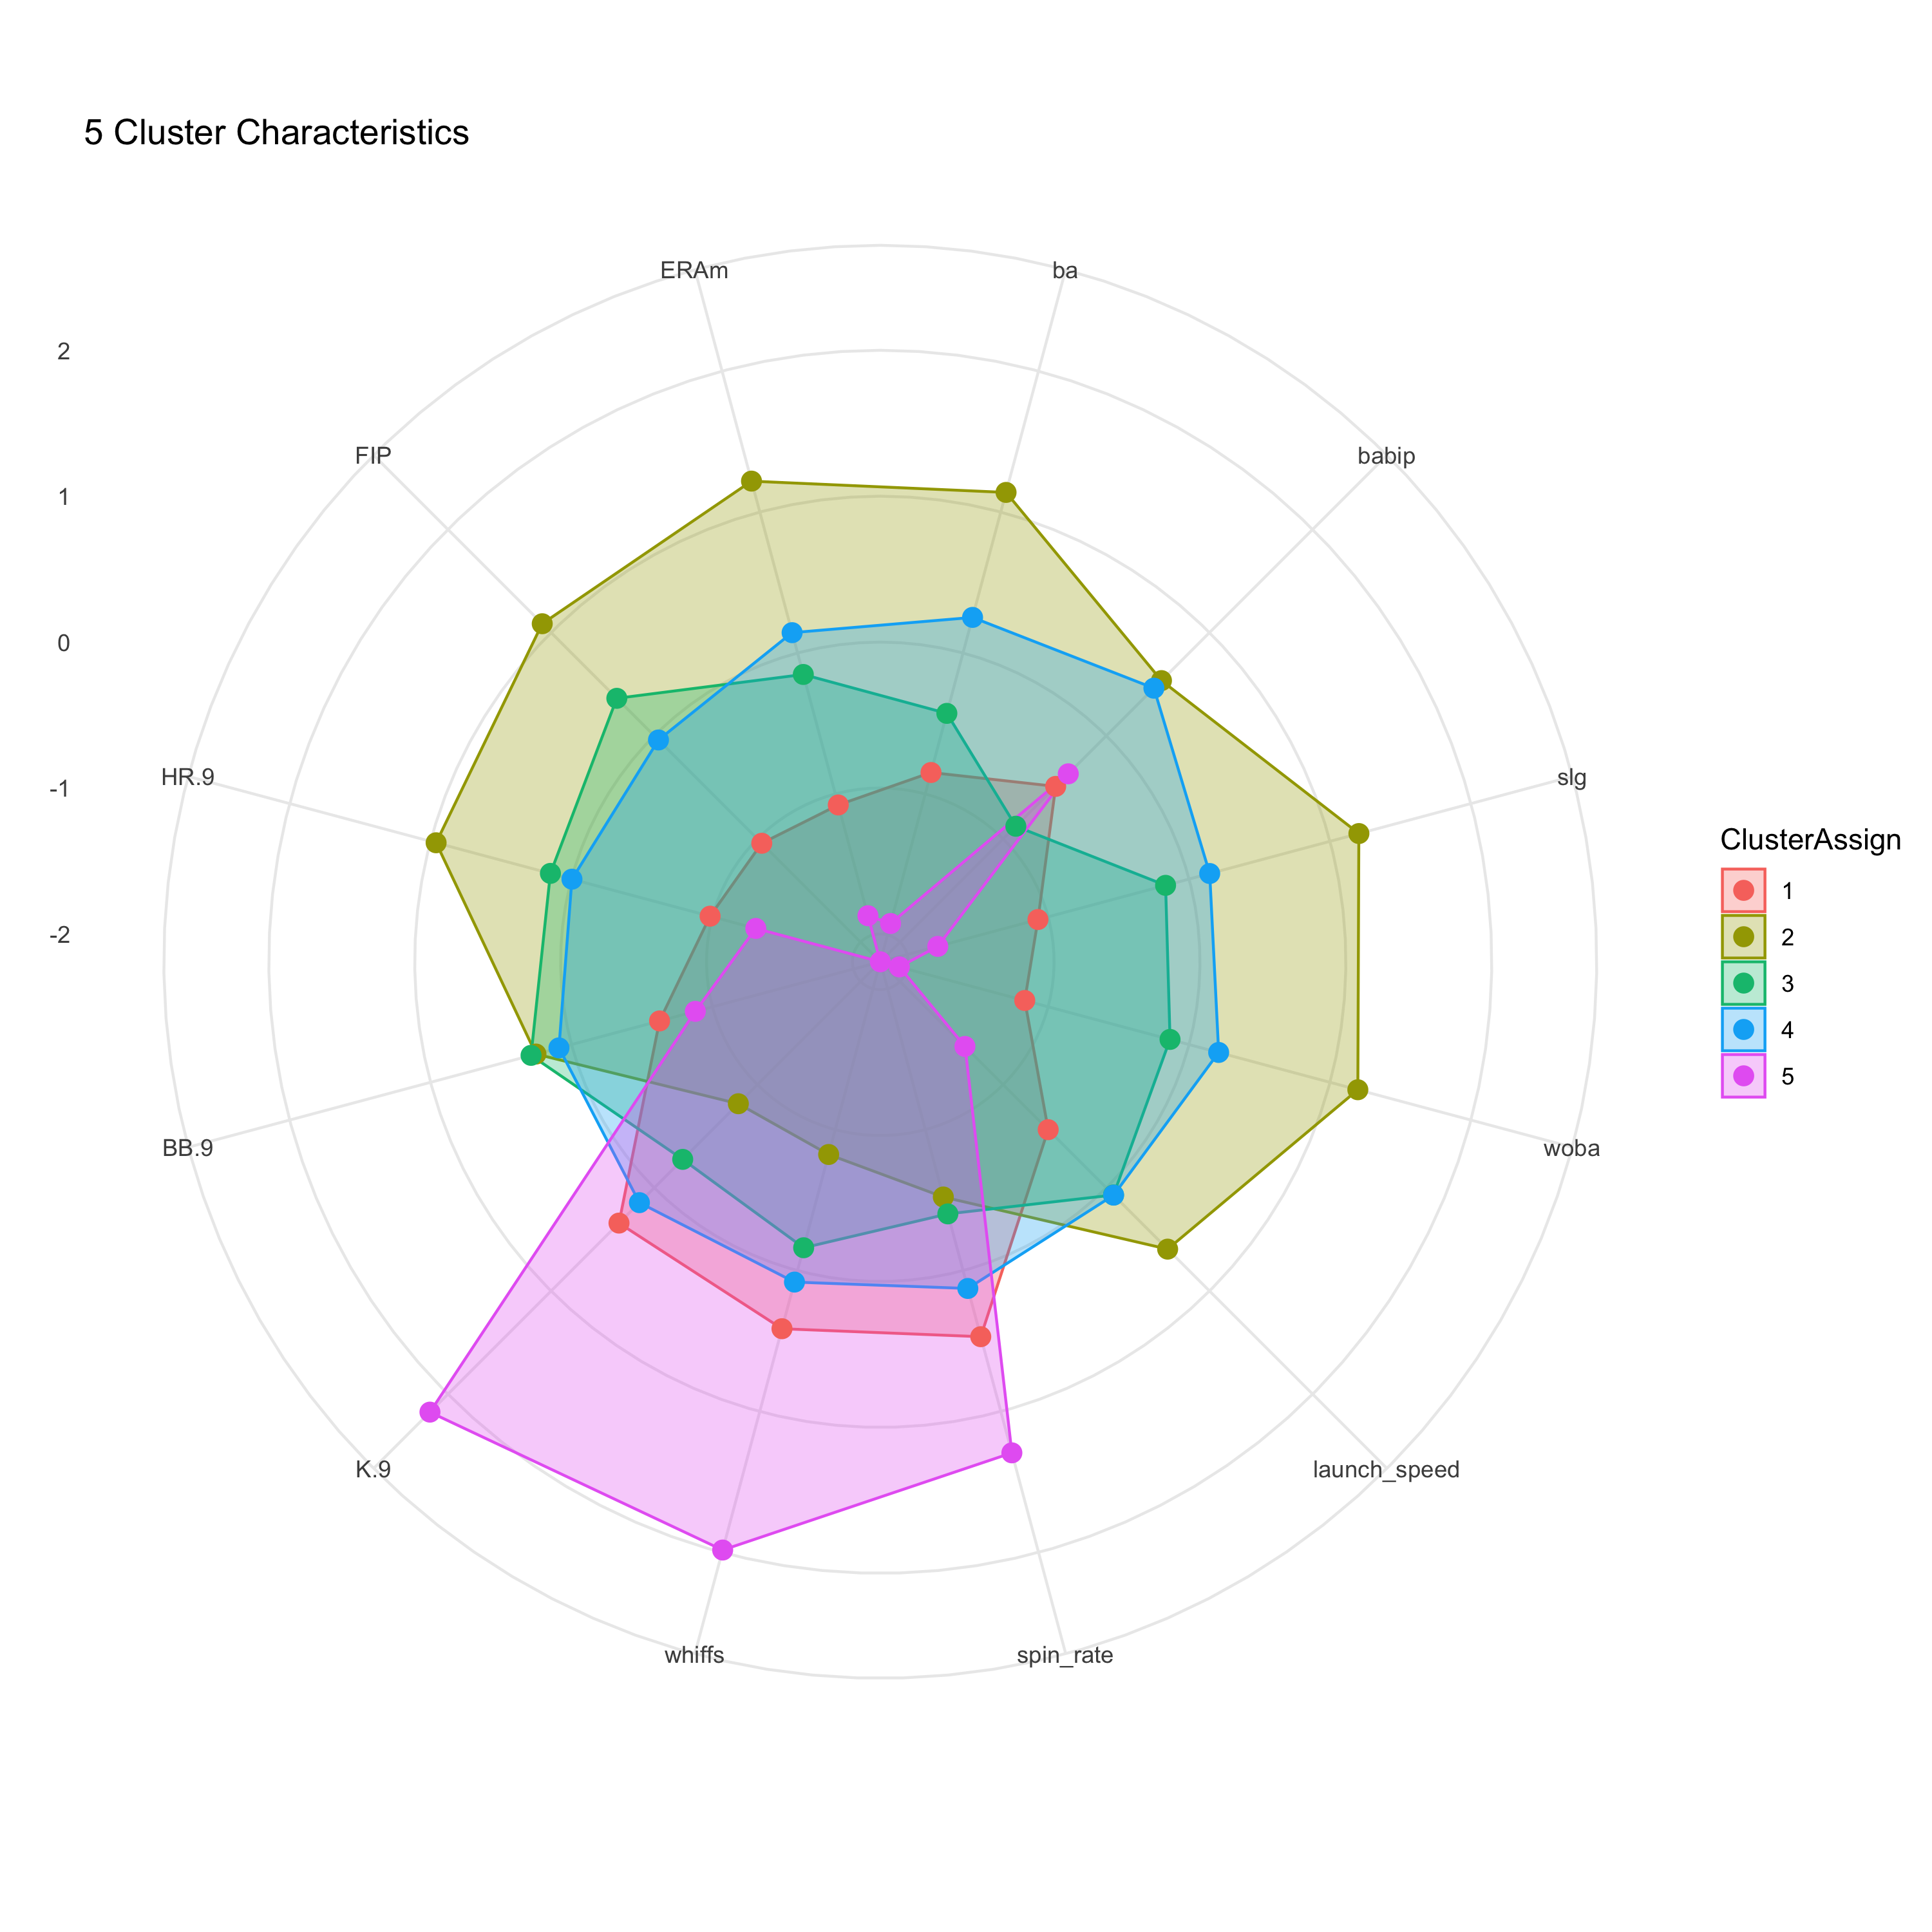 5 Cluster Characteristics
ERAm
ba
2
FIP
babip
1
0
HR.9
slg
-1
ClusterAssign
1
-2
2
3
4
5
BB.9
woba
K.9
launch_speed
whiffs
spin_rate